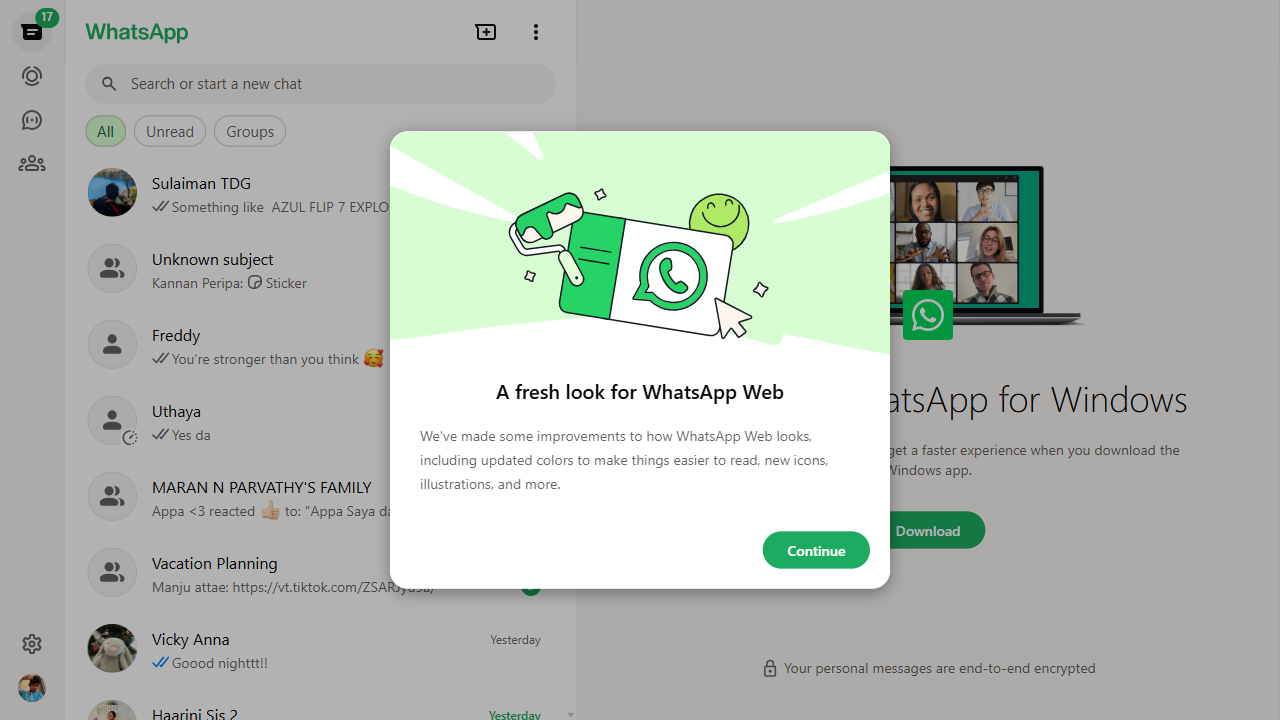 17
WhatsApp
Search or start a new chat
All
Unread
Groups
Sulaiman TDG
Something like AZUL FLIP 7 EXPLO
Unknown subject
Kannan Peripa: Sticker
Freddy
You're stronger than you think 🥰
Uthaya
Yes da
MARAN N PARVATHY'S FAMILY
Appa <3 reacted 👍🏻 to: "Appa Saya da
Vacation Planning
Manju attae: https://vt.tiktok.com/
Vicky Anna
Yesterday
Goood nighttt!!
Haarini Sis 2
Yesterday
A fresh look for WhatsApp Web
We've made some improvements to how WhatsApp Web looks,
including updated colors to make things easier to read, new icons,
illustrations, and more.
Continue
atsApp for Windows
get a faster experience when you download the
Windows app.
Download
Your personal messages are end-to-end encrypted